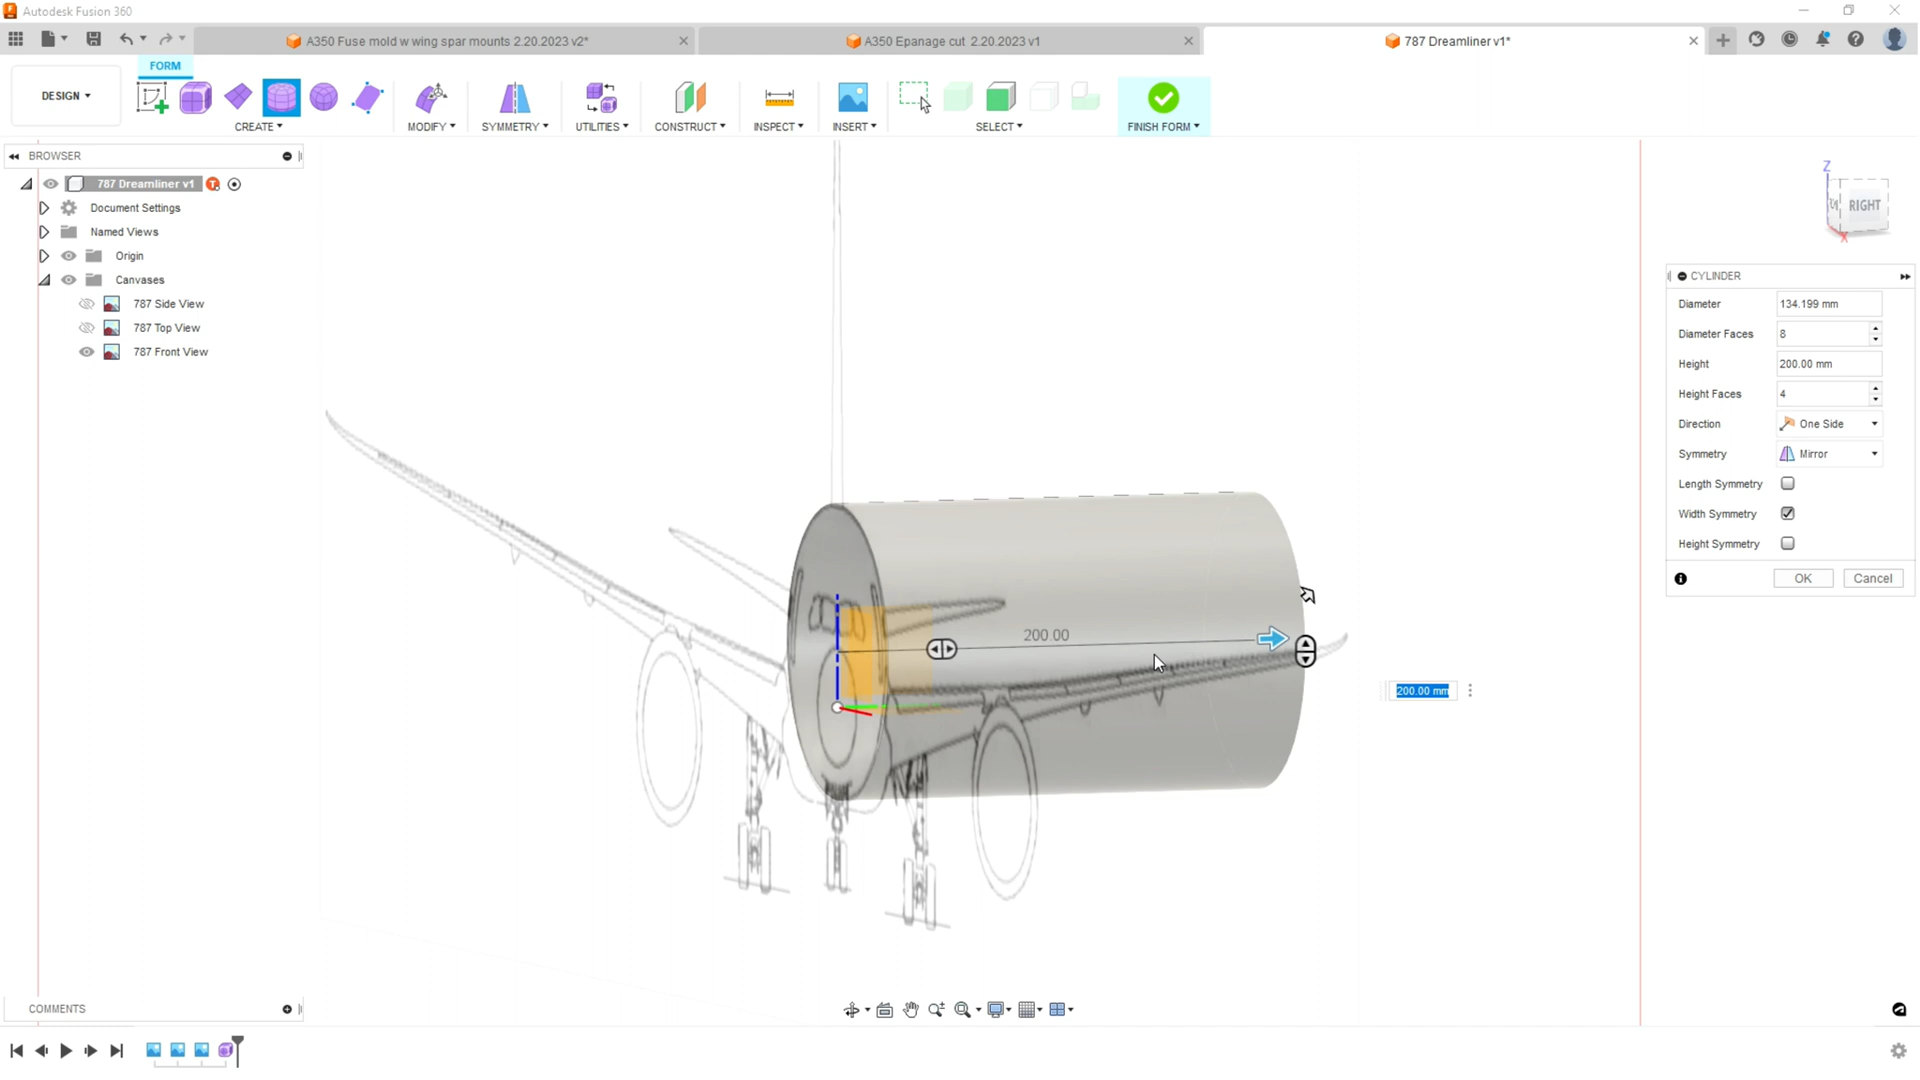 Autodesk Fusion 360
A350 Fuse mold w wing spar mounts 2.20.2023 v2*
A350 Epanage cut 2.20.2023 v1
787 Dreamliner v1*
FORM
DESIGN
CREATE
MODIFY
SYMMETRY
UTILITIES
CONSTRUCT
INSPECT
INSERT
SELECT
FINISH FORM
BROWSER
787 Dreamliner v1
Document Settings
Named Views
Origin
Canvases
787 Side View
787 Top View
787 Front View
Z
RIGHT
X
CYLINDER
Diameter 134.199 mm
Diameter Faces 8
Height 200.00 mm
Height Faces 4
Direction One Side
Symmetry Mirror
Length Symmetry
Width Symmetry
Height Symmetry
OK Cancel
200.00
200.00 mm
COMMENTS